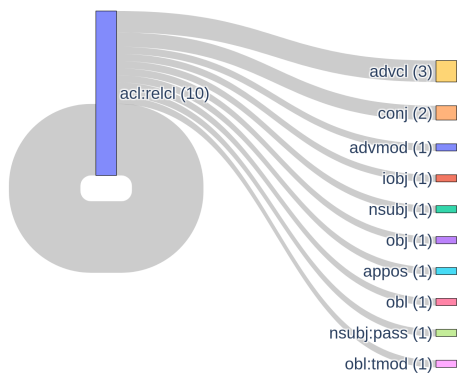 advcl (3)
acl:relcl (10)
conj (2)
advmod (1)
iobj (1)
nsubj (1)
obj (1)
appos (1)
obl (1)
nsubj:pass (1)
obl:tmod (1)